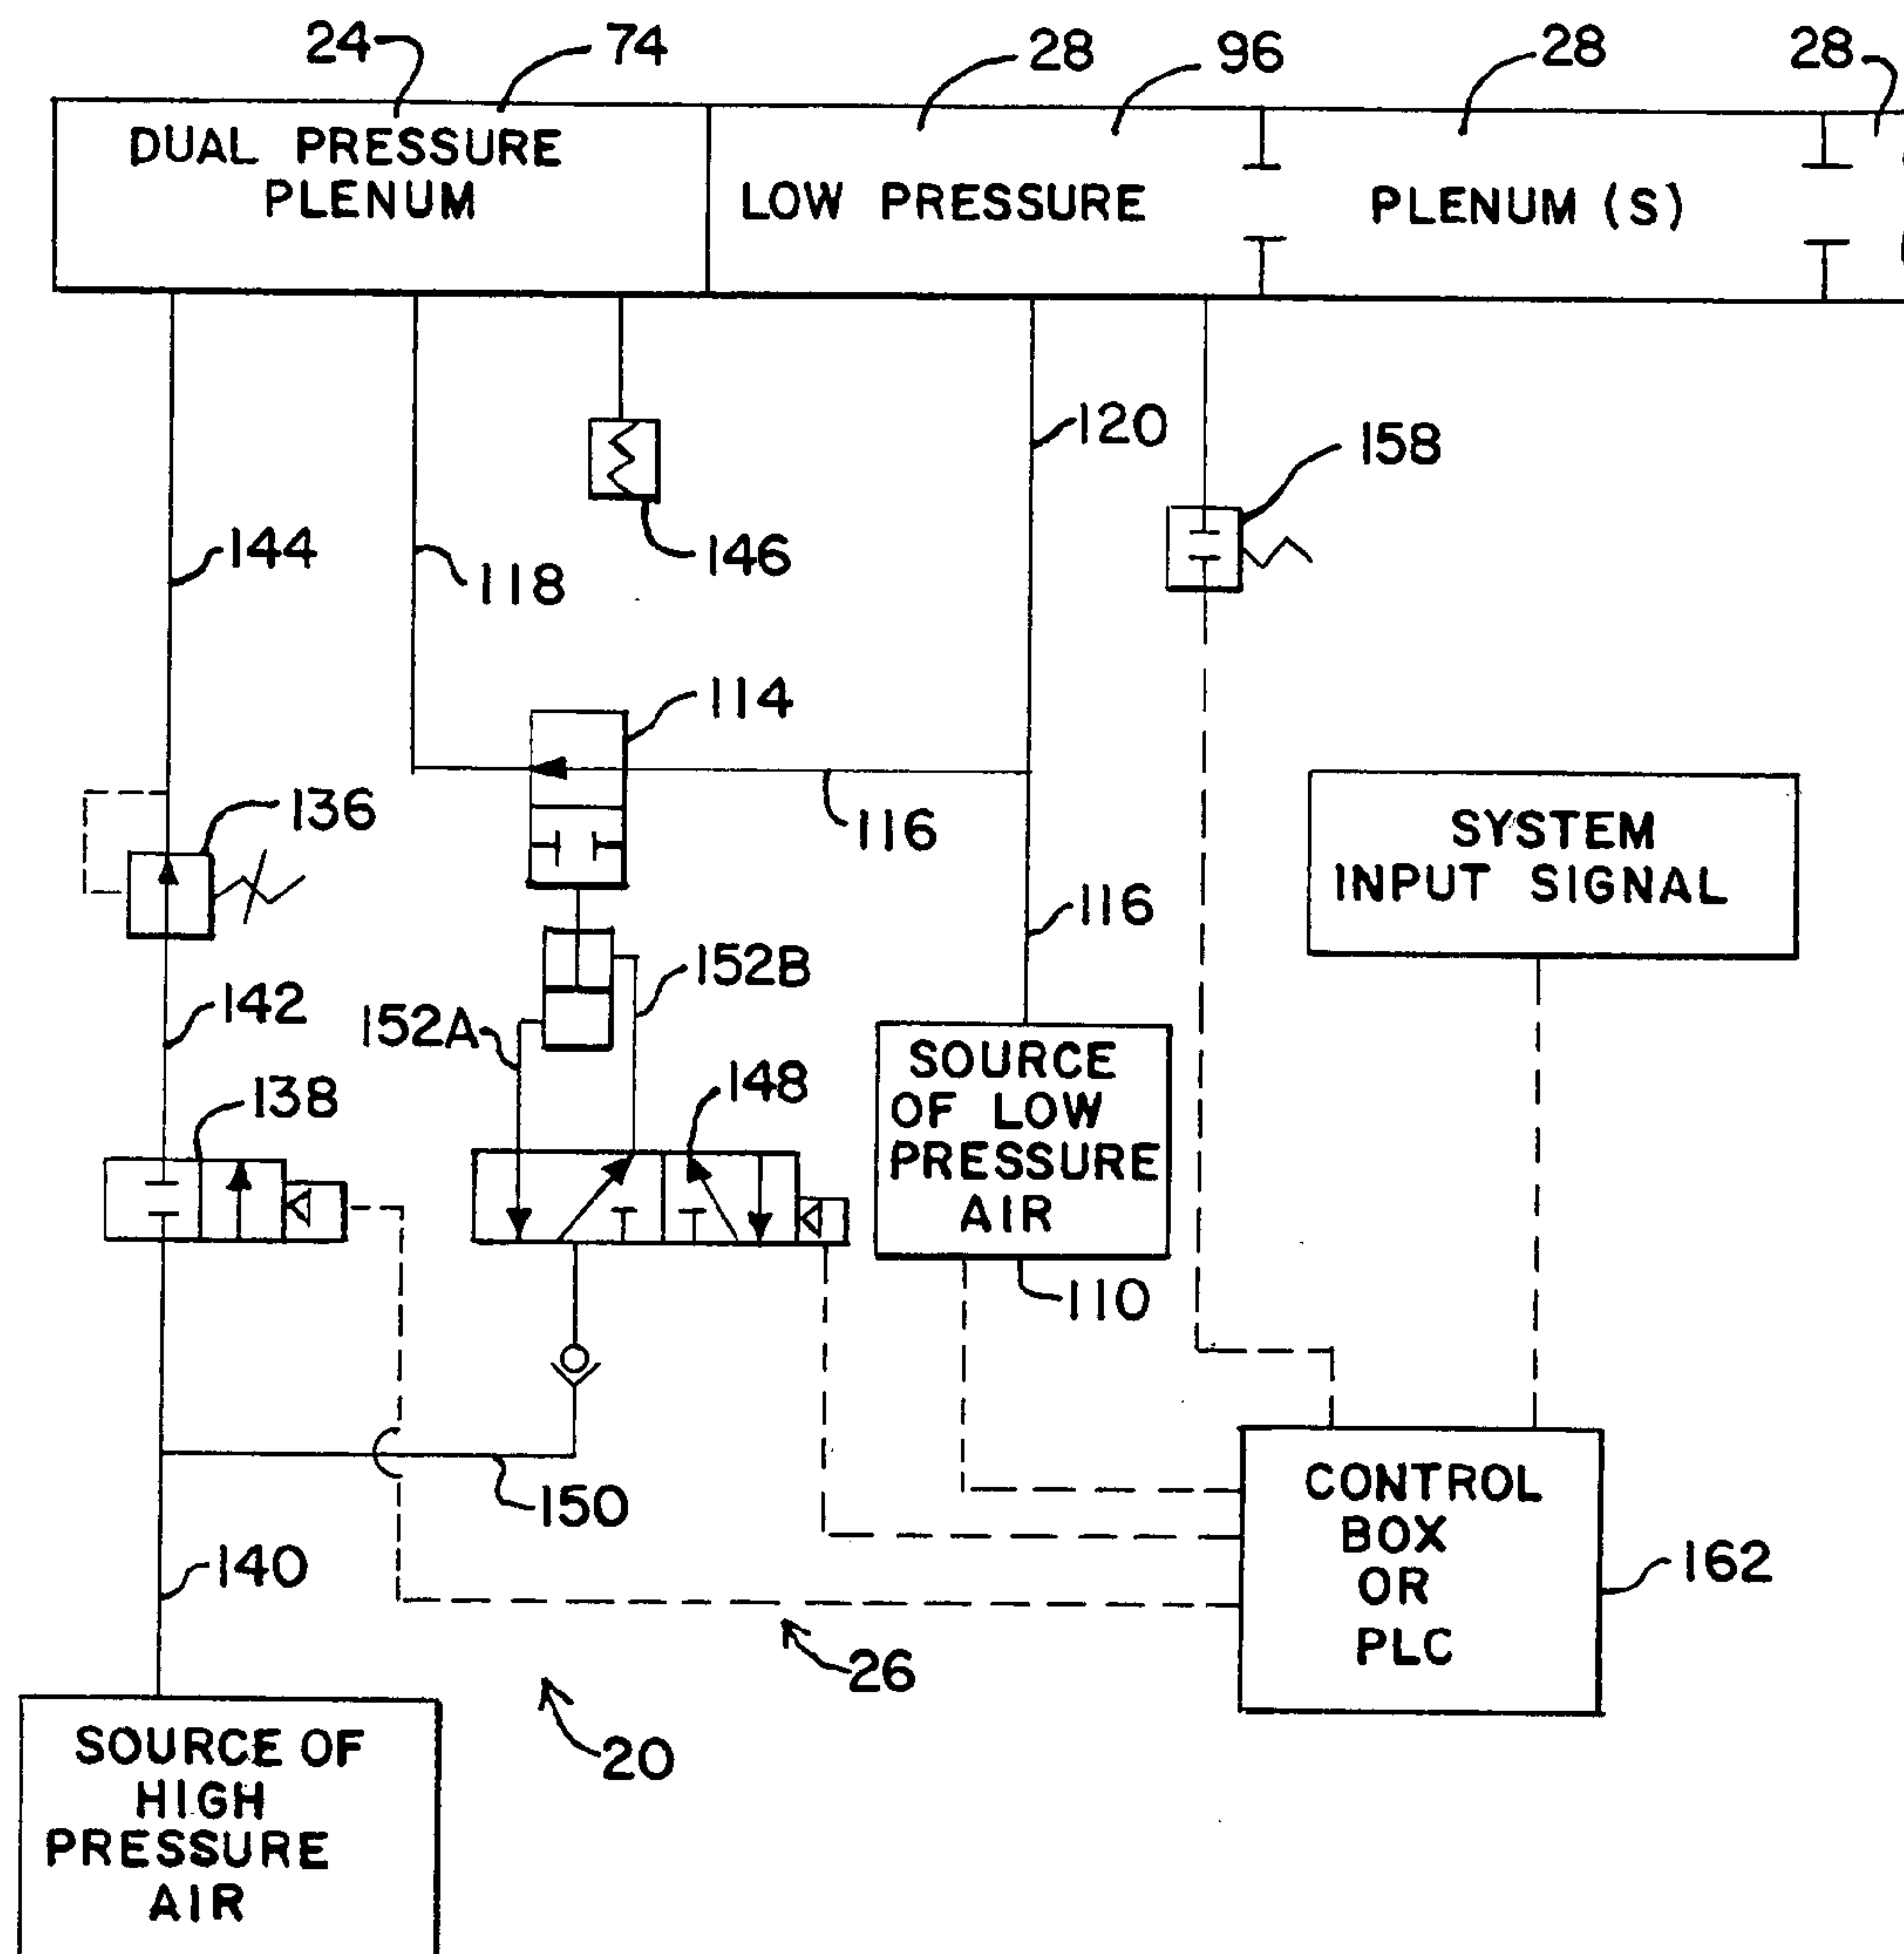 24
74
28
96
28
28
DUAL PRESSURE
PLENUM
LOW PRESSURE
PLENUM (S)
120
158
144
118
146
114
136
116
SYSTEM
INPUT SIGNAL
116
152B
142
152A
SOURCE
OF LOW
PRESSURE
AIR
138
148
110
CONTROL
BOX
OR
PLC
150
140
162
26
20
SOURCE OF
HIGH
PRESSURE
AIR